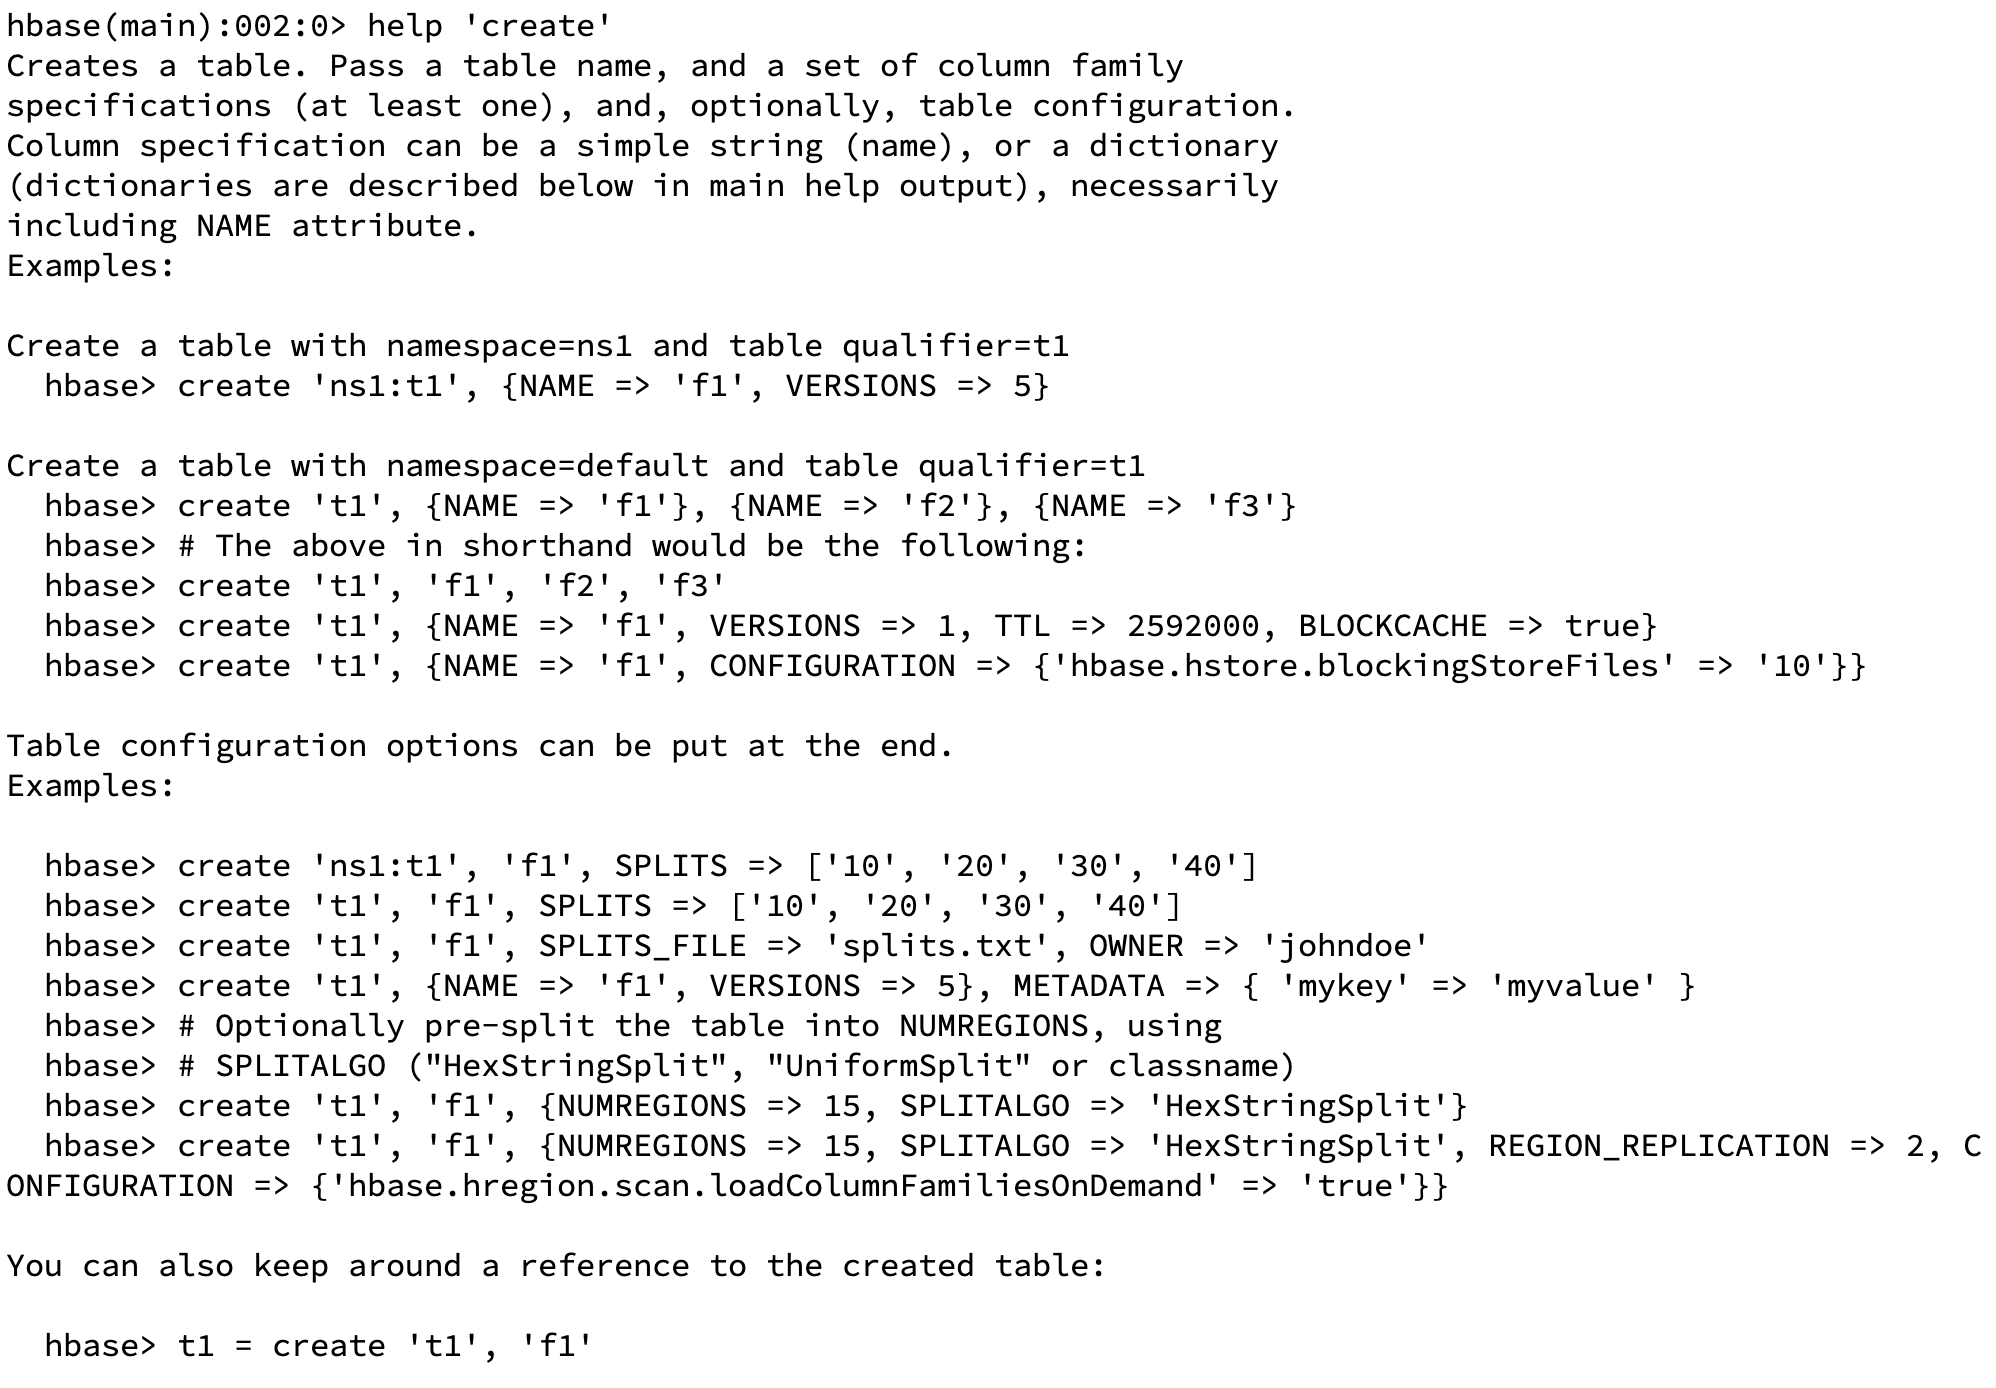 hbase(main):002:0> help 'create'
Creates a table. Pass a table name, and a set of column family
specifications (at least one), and, optionally, table configuration.
Column specification can be a simple string (name), or a dictionary
(dictionaries are described below in main help output), necessarily
including NAME attribute.
Examples:

Create a table with namespace=ns1 and table qualifier=t1
  hbase> create 'ns1:t1', {NAME => 'f1', VERSIONS => 5}

Create a table with namespace=default and table qualifier=t1
  hbase> create 't1', {NAME => 'f1'}, {NAME => 'f2'}, {NAME => 'f3'}
  hbase> # The above in shorthand would be the following:
  hbase> create 't1', 'f1', 'f2', 'f3'
  hbase> create 't1', {NAME => 'f1', VERSIONS => 1, TTL => 2592000, BLOCKCACHE => true}
  hbase> create 't1', {NAME => 'f1', CONFIGURATION => {'hbase.hstore.blockingStoreFiles' => '10'}}

Table configuration options can be put at the end.
Examples:

  hbase> create 'ns1:t1', 'f1', SPLITS => ['10', '20', '30', '40']
  hbase> create 't1', 'f1', SPLITS => ['10', '20', '30', '40']
  hbase> create 't1', 'f1', SPLITS_FILE => 'splits.txt', OWNER => 'johndoe'
  hbase> create 't1', {NAME => 'f1', VERSIONS => 5}, METADATA => { 'mykey' => 'myvalue' }
  hbase> # Optionally pre-split the table into NUMREGIONS, using
  hbase> # SPLITALGO ("HexStringSplit", "UniformSplit" or classname)
  hbase> create 't1', 'f1', {NUMREGIONS => 15, SPLITALGO => 'HexStringSplit'}
  hbase> create 't1', 'f1', {NUMREGIONS => 15, SPLITALGO => 'HexStringSplit', REGION_REPLICATION => 2, C
ONFIGURATION => {'hbase.hregion.scan.loadColumnFamiliesOnDemand' => 'true'}}

You can also keep around a reference to the created table:

  hbase> t1 = create 't1', 'f1'